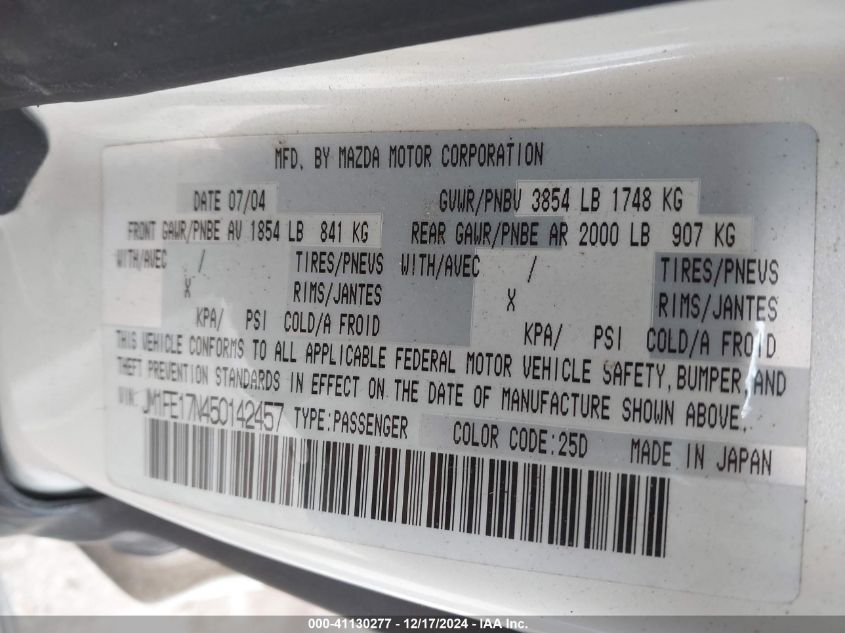 MFD. BY MAZDA MOTOR CORPORATION
DATE 07/04 GVWR/PNBV 3854 LB 1748 KG
FRONT GAWR/PNBE AV 1854 LB 841 KG REAR GAWR/PNBE AR 2000 LB 907 KG
WITH/AVEC / TIRES/PNEUS WITH/AVEC / TIRES/PNEUS
X RIMS/JANTES X RIMS/JANTES
KPA/ PSI COLD/A FROID KPA/ PSI COLD/A FROID
THIS VEHICLE CONFORMS TO ALL APPLICABLE FEDERAL MOTOR VEHICLE SAFETY, BUMPER, AND
THEFT PREVENTION STANDARDS IN EFFECT ON THE DATE OF MANUFACTURE SHOWN ABOVE.
VIN: JM1FE17N450142457 TYPE:PASSENGER COLOR CODE:25D MADE IN JAPAN
000-41130277 - 12/17/2024 - IAA Inc.